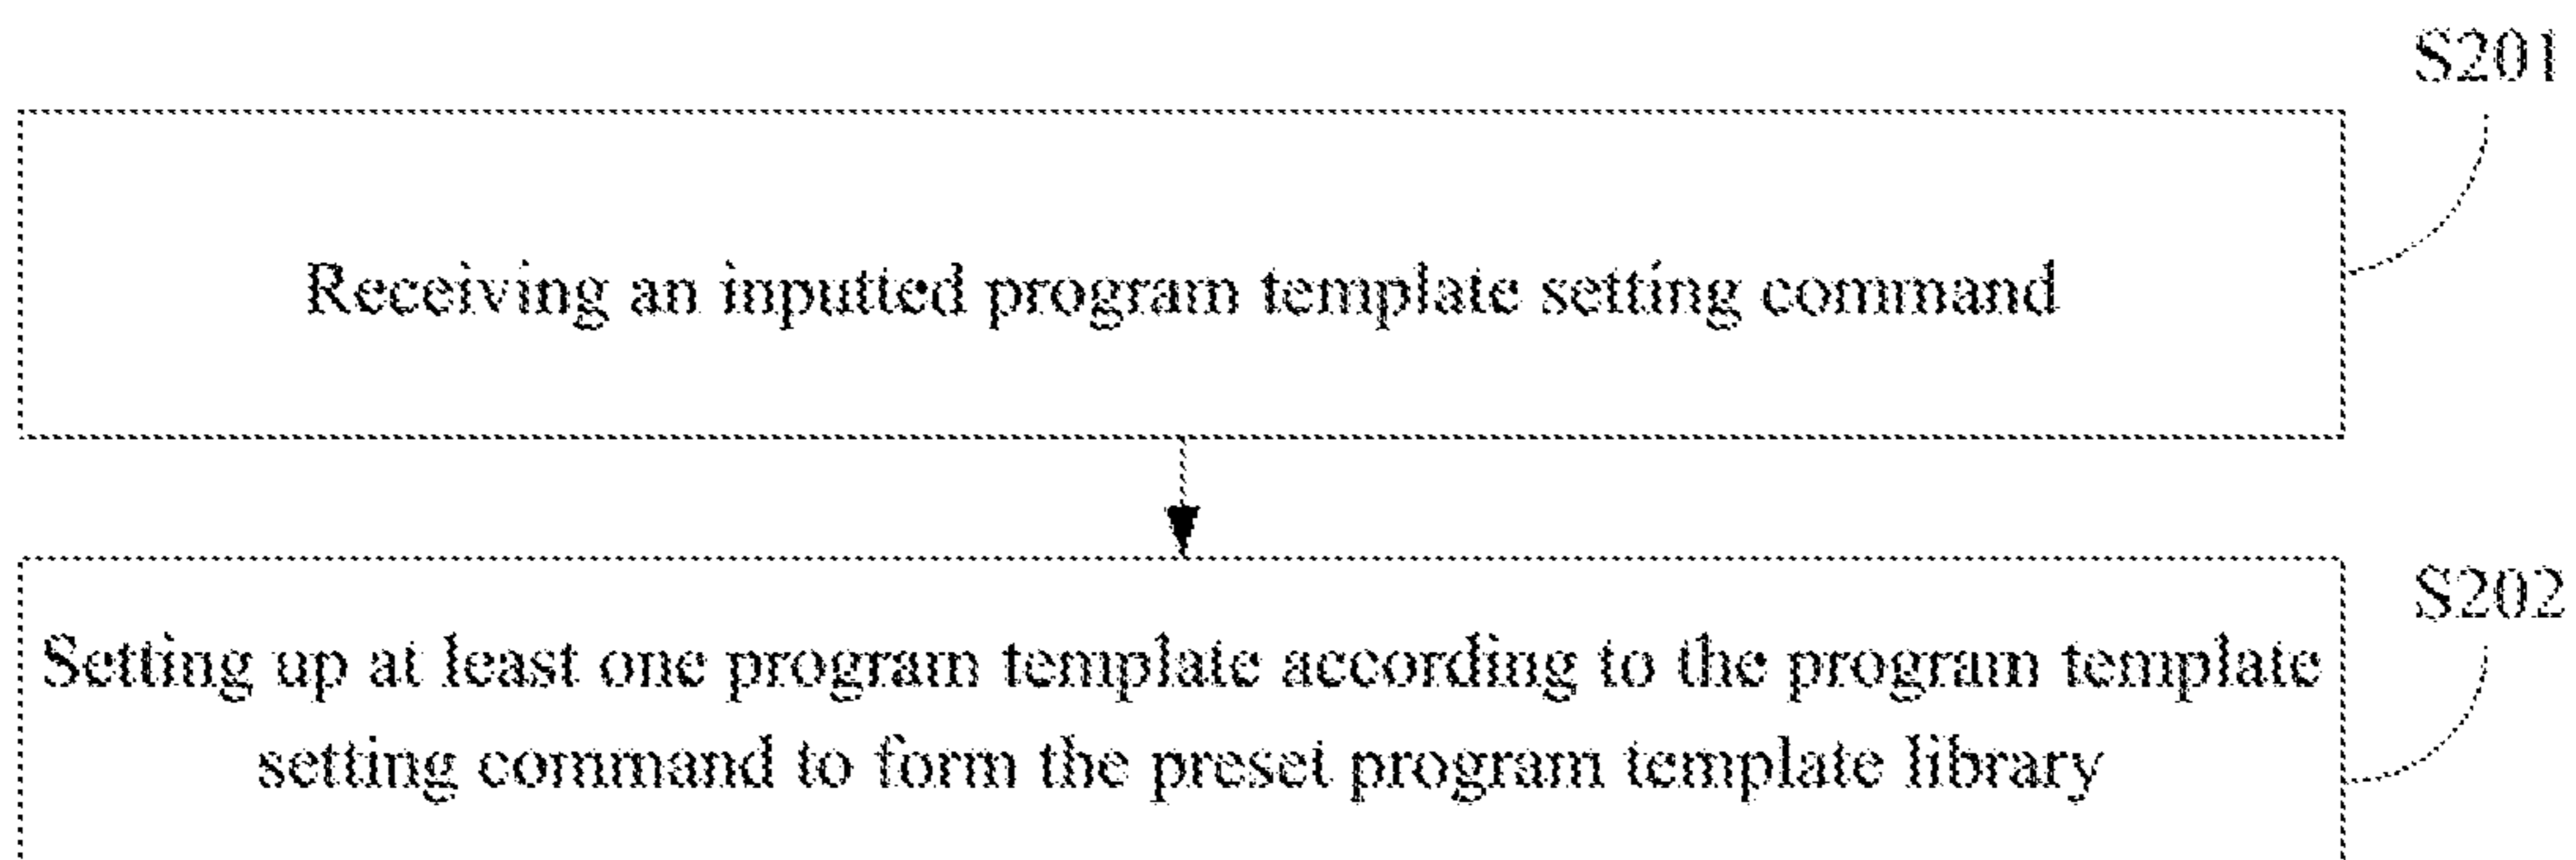 S201
Receiving an inputted program template setting command
S202
Setting up at least one program template according to the program template
setting command to form the preset program template library